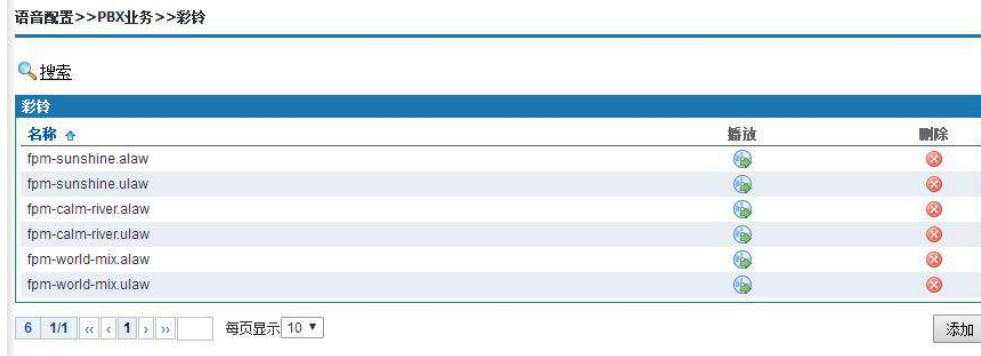 语音配置>>PBX业务>>彩铃
搜索
彩铃
名称 播放 删除
fpm-sunshine.alaw
fpm-sunshine.ulaw
fpm-calm-river.alaw
fpm-calm-river.ulaw
fpm-world-mix.alaw
fpm-world-mix.ulaw
6 1/1 ‹‹ ‹ 1 › ›› 每页显示 10 添加